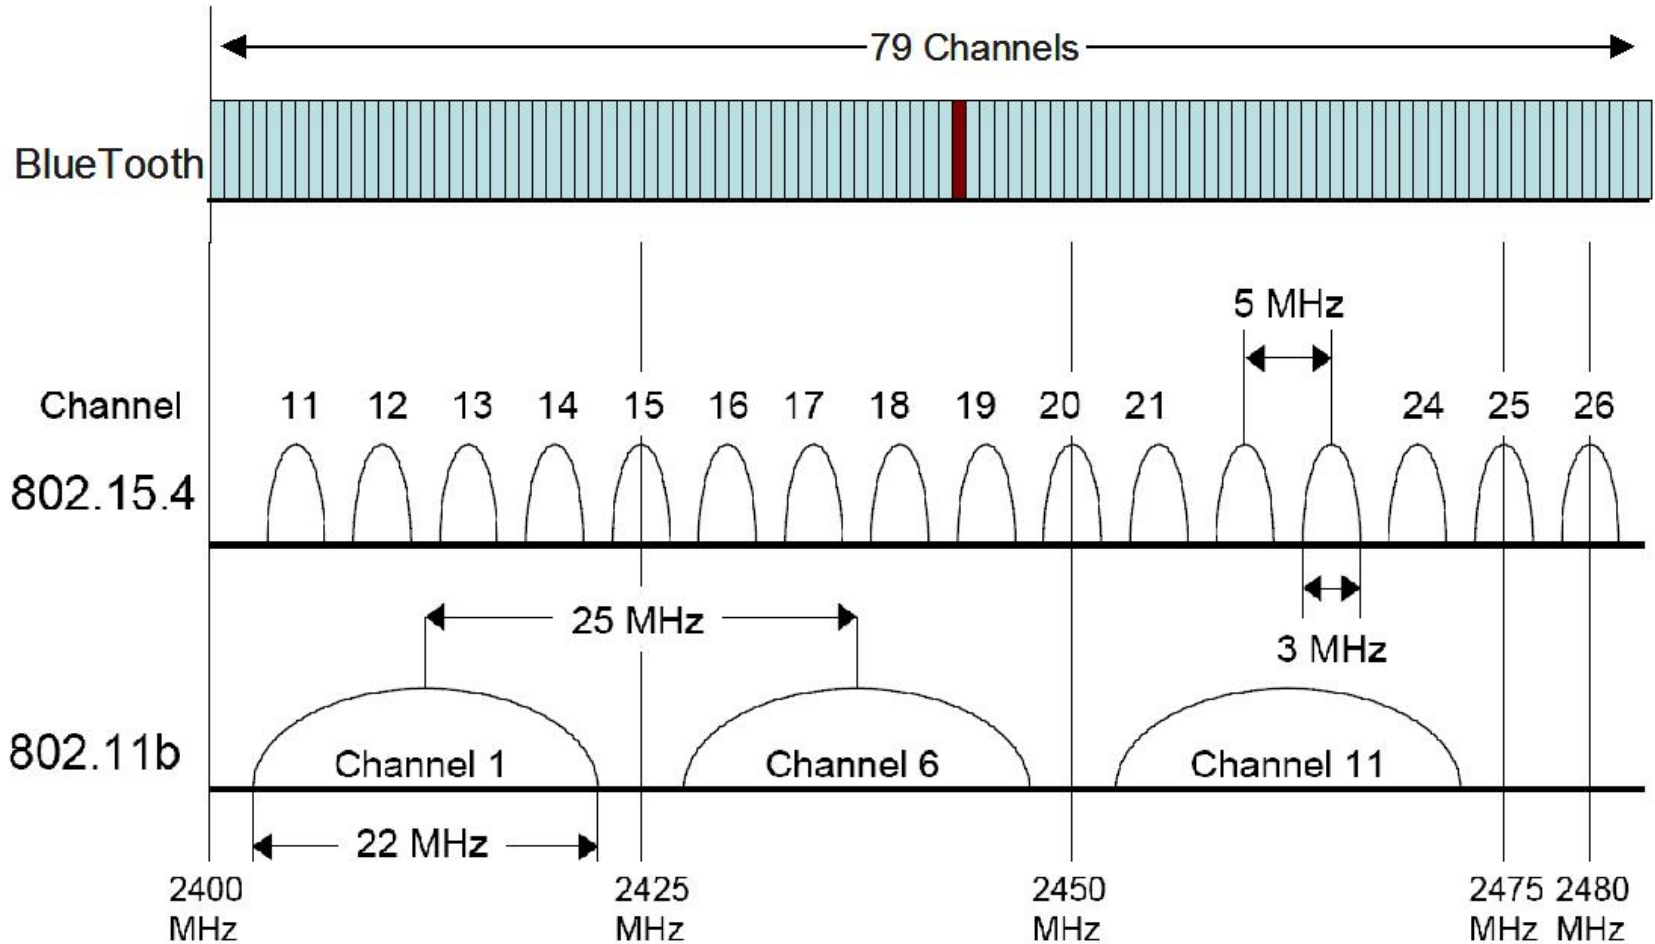 79 Channels
BlueTooth
5 MHz
Channel 11 12 13 14 15 16 17 18 19 20 21 24 25 26
802.15.4
25 MHz
3 MHz
802.11b
Channel 1 Channel 6 Channel 11
22 MHz
2400 2425 2450 2475 2480
MHz MHz MHz MHz MHz